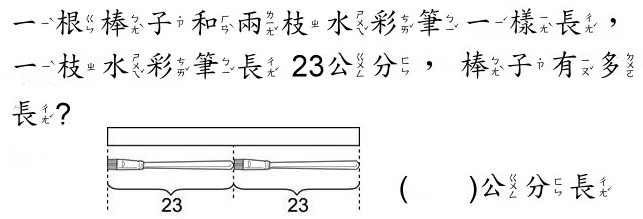 一根棒子和兩枝水彩筆一樣長，
一枝水彩筆長 23公分， 棒子有多
長?
23 23
( )公分長